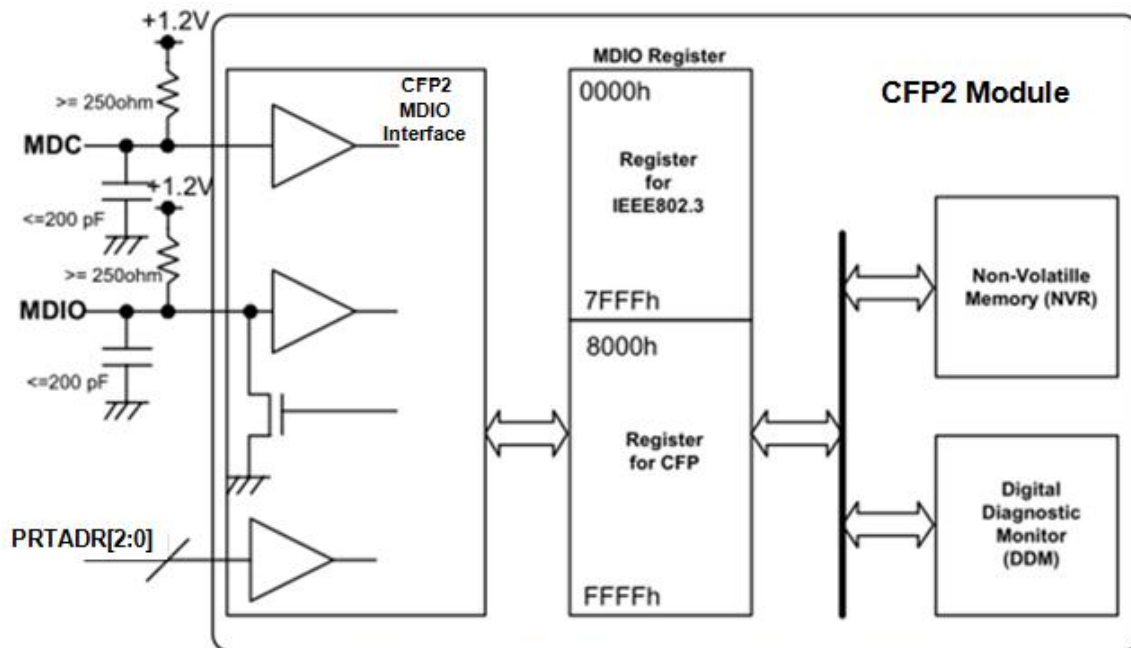 +1.2V
>= 250ohm
MDC
+1.2V
<=200 pF
>= 250ohm
MDIO
<=200 pF
PRTADR[2:0]
CFP2
MDIO
Interface
MDIO Register
0000h
Register
for
IEEE802.3
7FFFh
8000h
Register
for CFP
FFFFh
CFP2 Module
Non-Volatille
Memory (NVR)
Digital
Diagnostic
Monitor
(DDM)